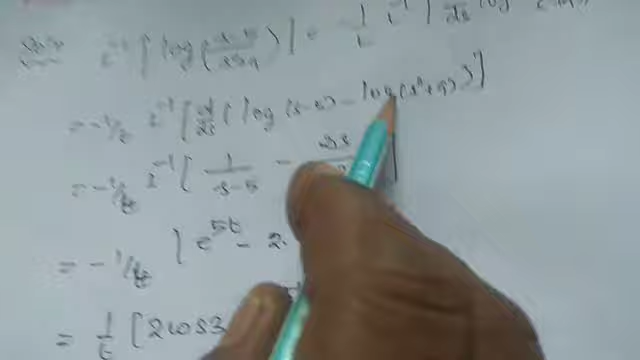 L⁻¹ [ log ( s-5 / s²+9 ) ] = -1/t L⁻¹ [ d/ds log
= -1/t L⁻¹ [ d/ds { log (s-5) - log (s²+9) } ]
= -1/t L⁻¹ [ 1/s-5 - 2s
= -1/t [ e^5t - 2.
= 1/t [ 2cos3